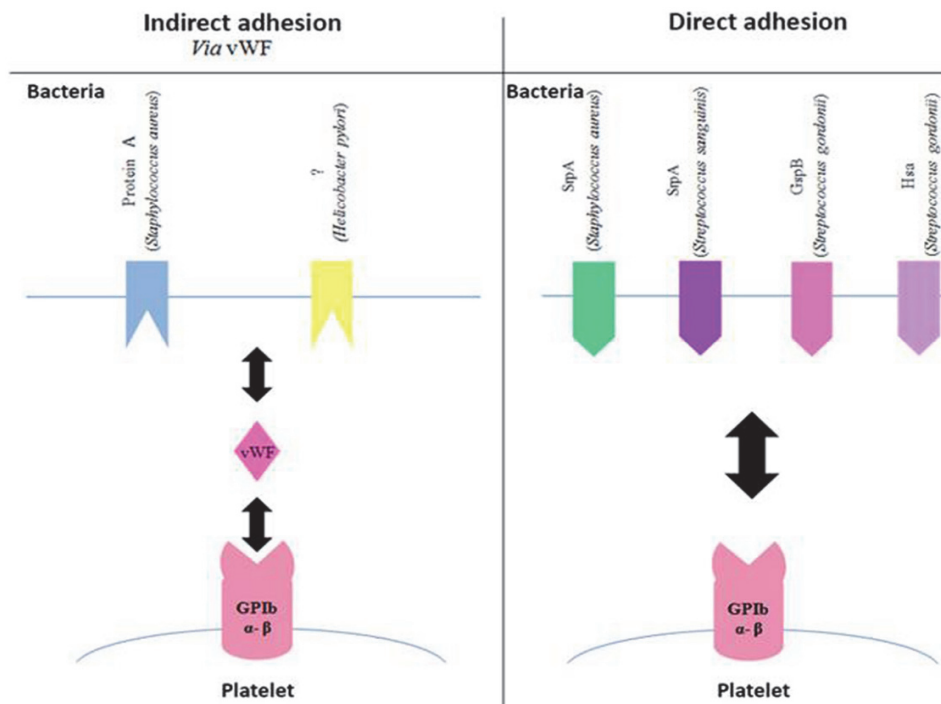 Indirect adhesion
Via vWF
Bacteria
Protein A
(Staphylococcus aureus)
?
(Helicobacter pylori)
vWF
GPIb
α-β
Platelet
Direct adhesion
Bacteria
SrpA
(Staphylococcus aureus)
SrpA
(Streptococcus sanguinis)
GspB
(Streptococcus gordonii)
Hsa
(Streptococcus gordonii)
GPIb
α-β
Platelet